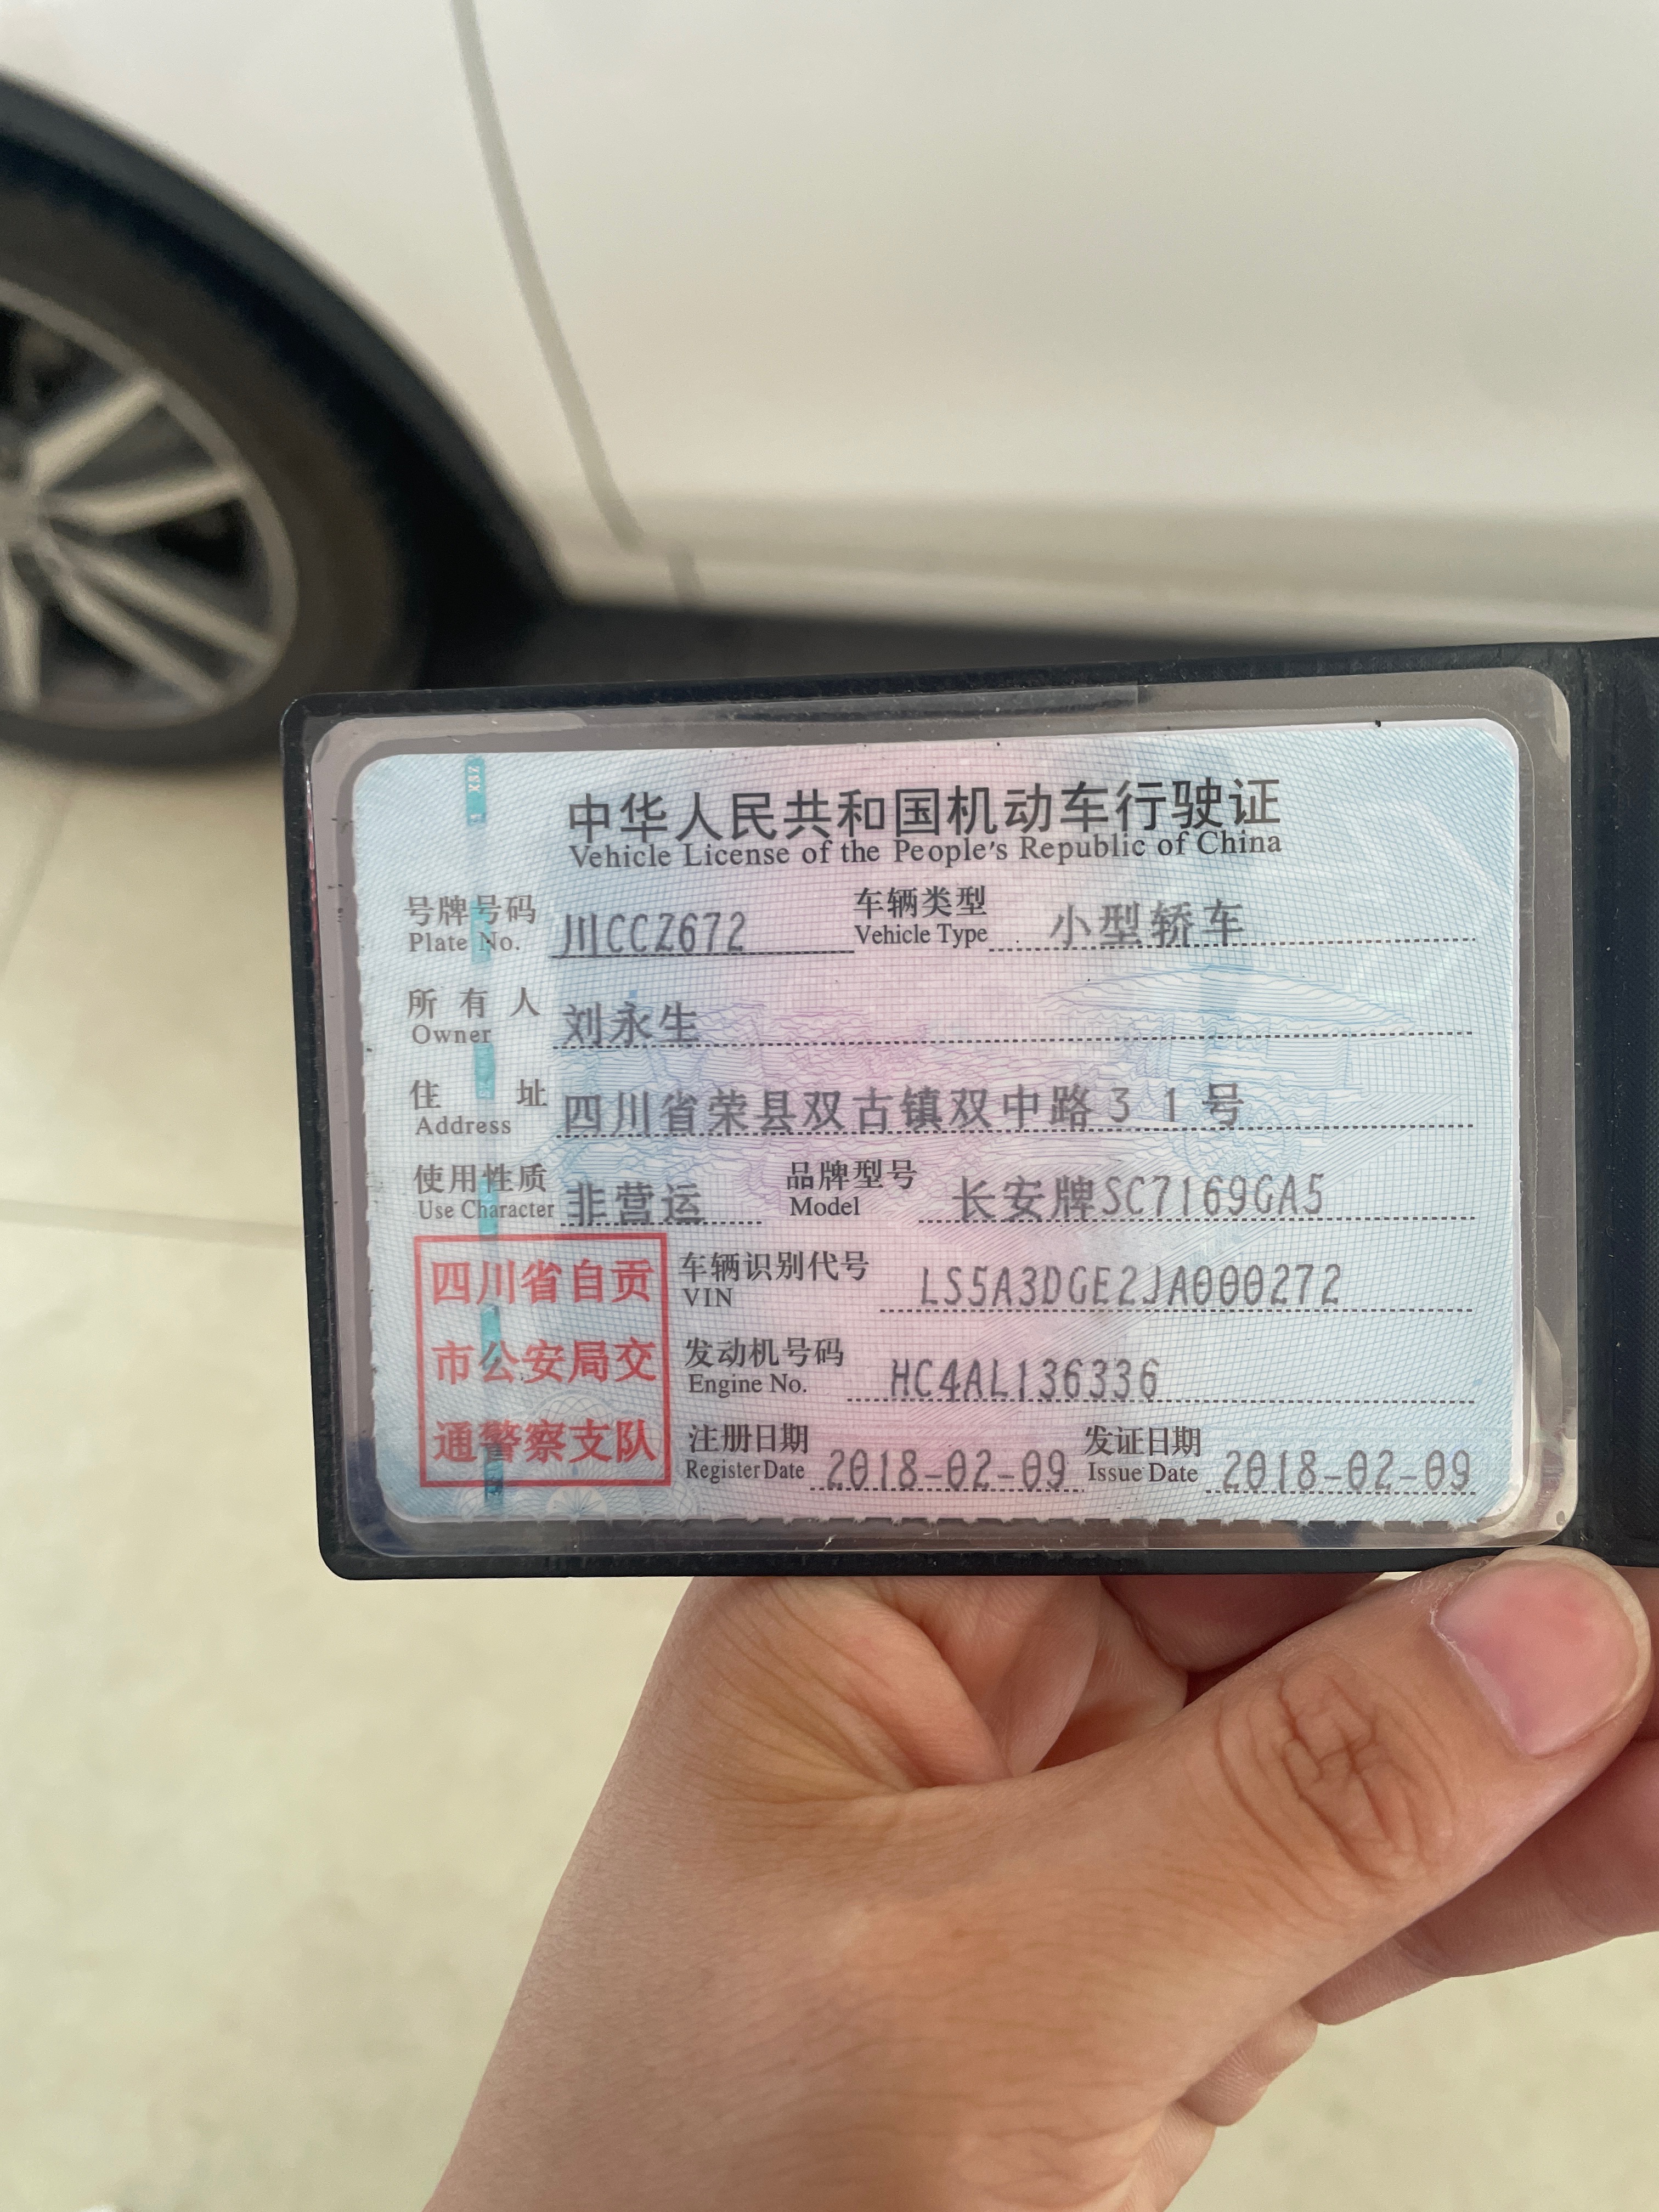 中华人民共和国机动车行驶证
Vehicle License of the People's Republic of China
号牌号码 川CCZ672 车辆类型 小型轿车
Plate No. Vehicle Type
所有人 刘永生
Owner
住址 四川省荣县双古镇双中路31号
Address
使用性质 非营运 品牌型号 长安牌SC7169GA5
Use Character Model
四川省自贡
市公安局交
通警察支队
车辆识别代号 LS5A3DGE2JA000272
VIN
发动机号码 HC4AL136336
Engine No.
注册日期 2018-02-09 发证日期 2018-02-09
Register Date Issue Date